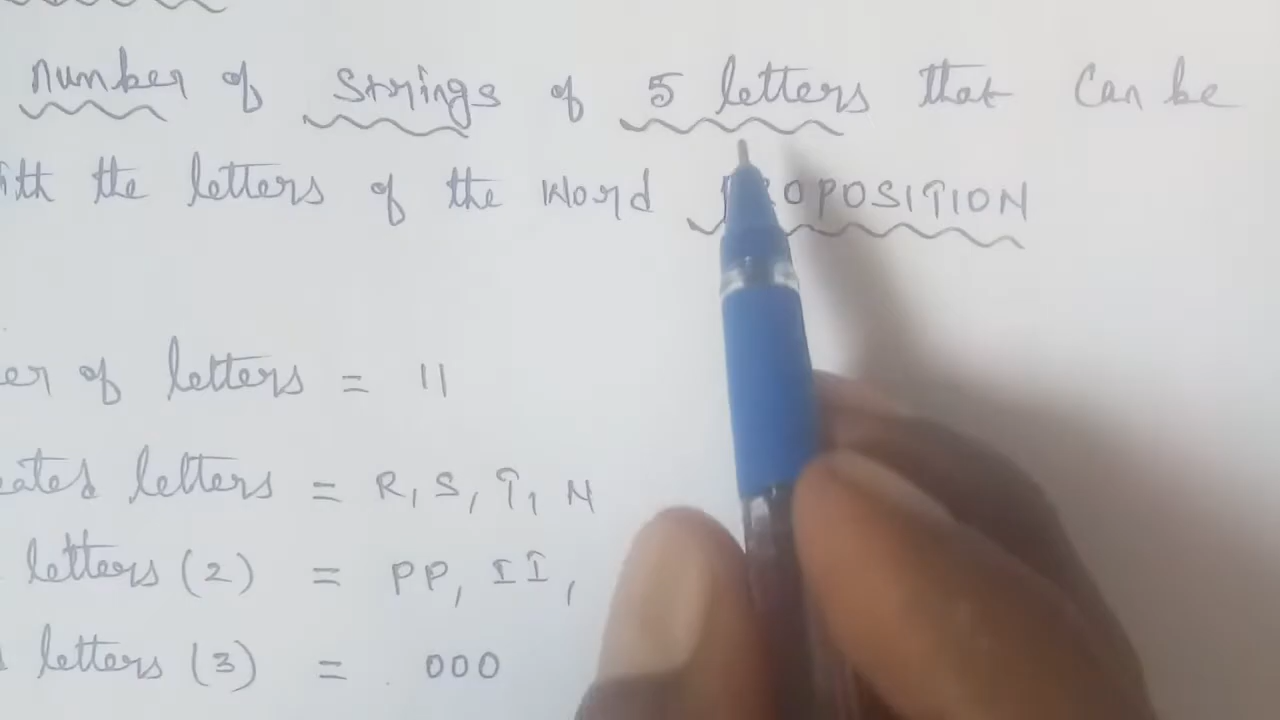 number of strings of 5 letters that can be
ith the letters of the word OPOSITION
er of letters = 11
eated letters = R, S, T, N
letters (2) = PP, II,
letters (3) = OOO